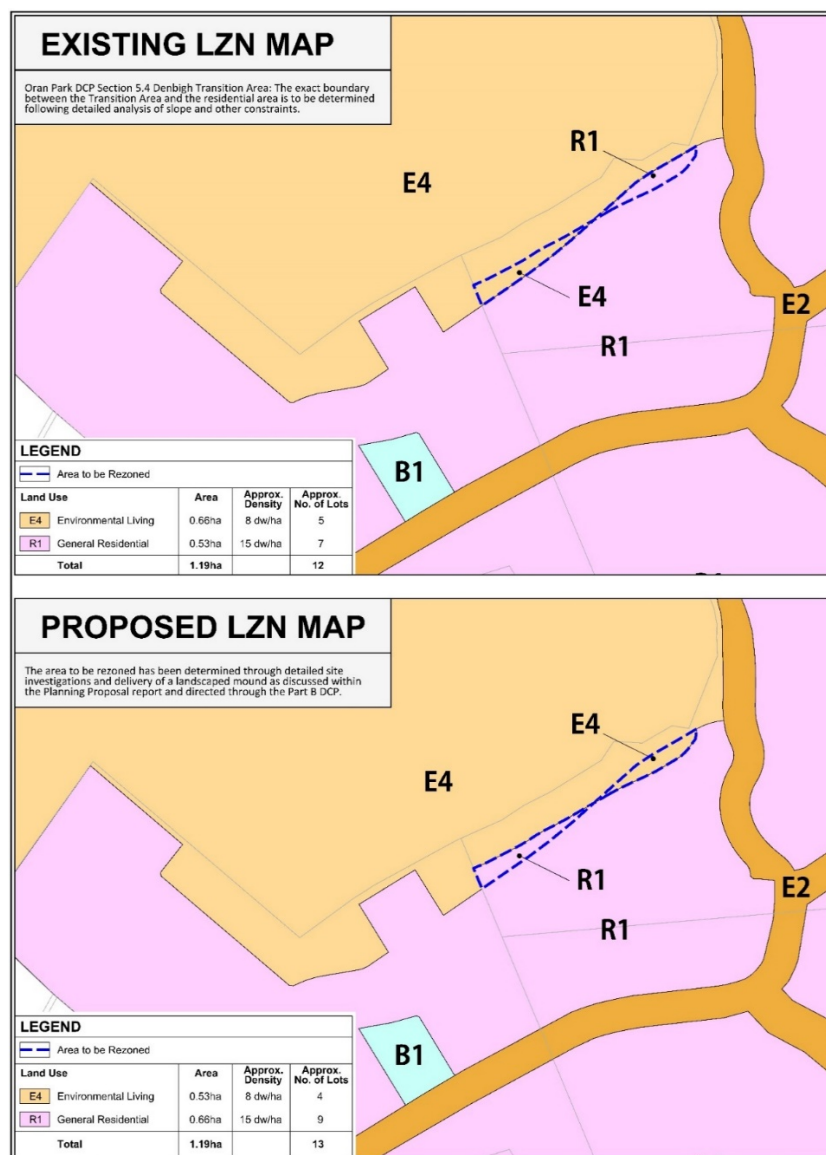 EXISTING LZN MAP
Oran Park DCP Section 5.4 Denbigh Transition Area: The exact boundary
between the Transition Area and the residential area is to be determined
following detailed analysis of slope and other constraints.
R1
E4
E4
E2
R1
B1
LEGEND
Area to be Rezoned
Land Use Area Approx. Density Approx. No. of Lots
E4 Environmental Living 0.66ha 8 dw/ha 5
R1 General Residential 0.53ha 15 dw/ha 7
Total 1.19ha 12
PROPOSED LZN MAP
The area to be rezoned has been determined through detailed site
investigations and delivery of a landscaped mound as discussed within
the Planning Proposal report and directed through the Part B DCP.
E4
E4
R1
E2
R1
B1
LEGEND
Area to be Rezoned
Land Use Area Approx. Density Approx. No. of Lots
E4 Environmental Living 0.53ha 8 dw/ha 4
R1 General Residential 0.66ha 15 dw/ha 9
Total 1.19ha 13